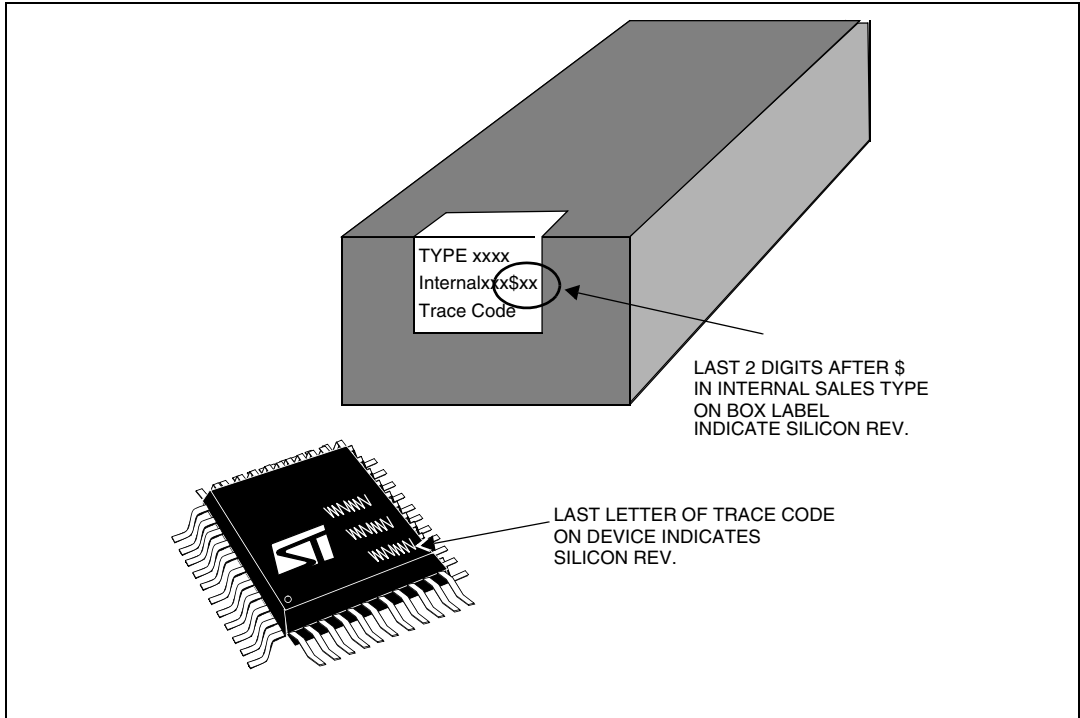 TYPE xxxx
Internalxxx$xx
Trace Code
LAST 2 DIGITS AFTER $
IN INTERNAL SALES TYPE
ON BOX LABEL
INDICATE SILICON REV.
ST
LAST LETTER OF TRACE CODE
ON DEVICE INDICATES
SILICON REV.